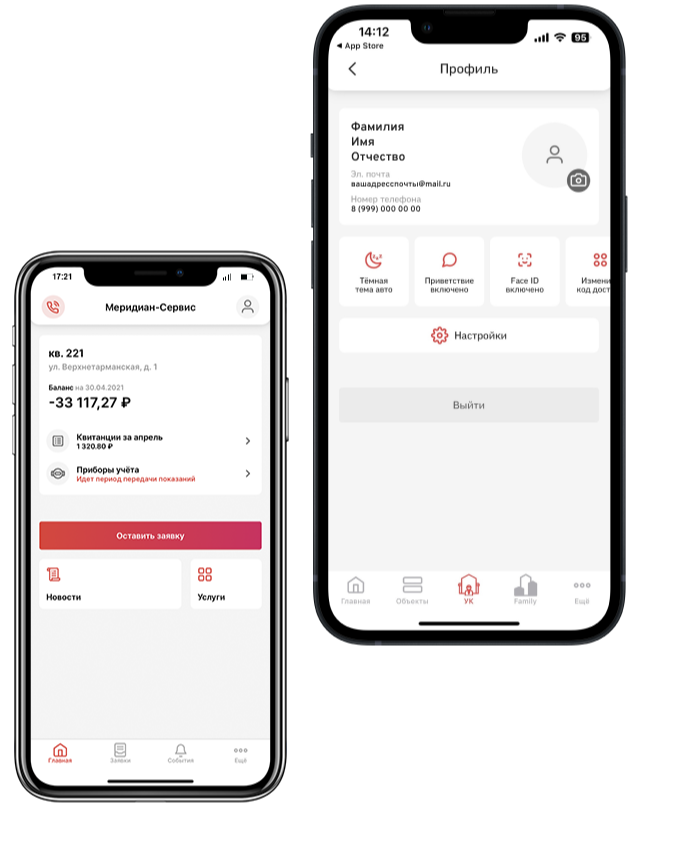 14:12
◂ App Store
95
Профиль
Фамилия
Имя
Отчество
Эл. почта
вашадресспочты@mail.ru
Номер телефона
8 (999) 000 00 00
Тёмная
тема авто
Приветствие
включено
Face ID
включено
Измени
код дост
Настройки
Выйти
Главная
Объекты
УК
Family
Ещё
17:21
Меридиан-Сервис
кв. 221
ул. Верхнетарманская, д. 1
Баланс на 30.04.2021
-33 117,27 ₽
Квитанции за апрель
1 320.80 ₽
Приборы учёта
Идет период передачи показаний
Оставить заявку
Новости
Услуги
Главная
Заявки
События
Ещё